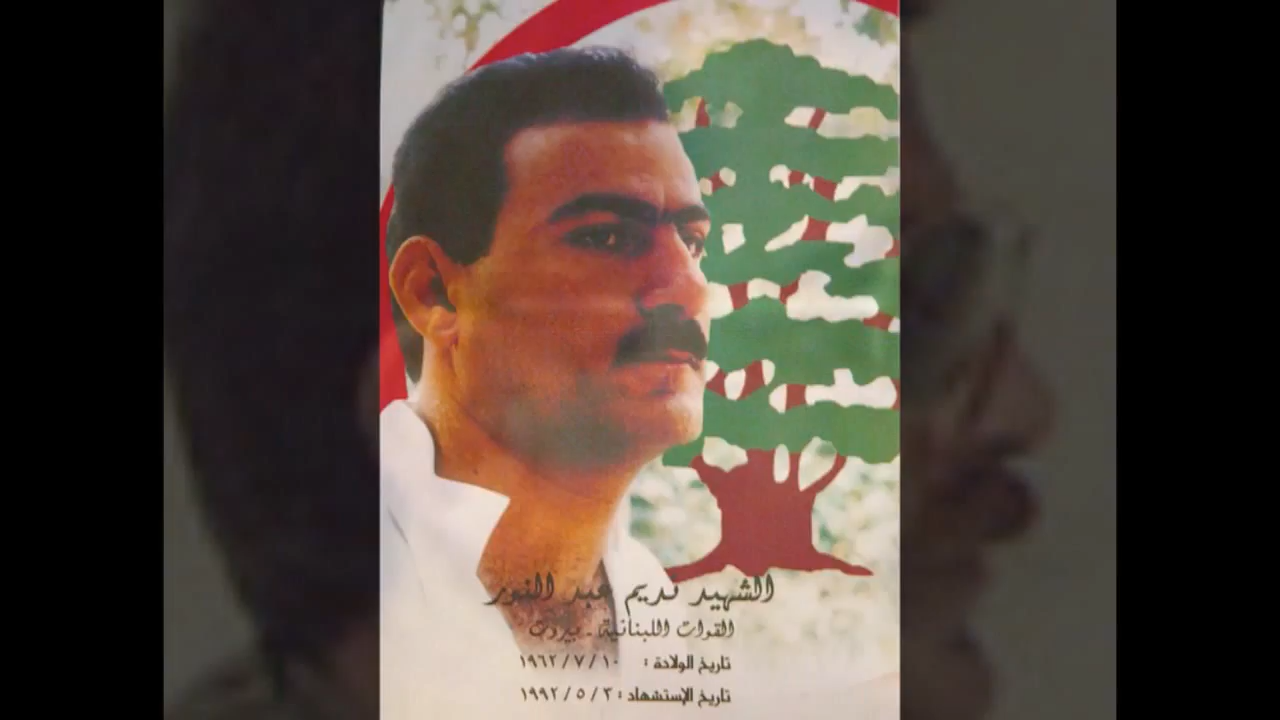 الشهيد نديم عبد النور
القوات اللبنانية - بيروت
تاريخ الولادة : ١٠ / ٧ / ١٩٦٢
تاريخ الإستشهاد : ٣ / ٥ / ١٩٩٢